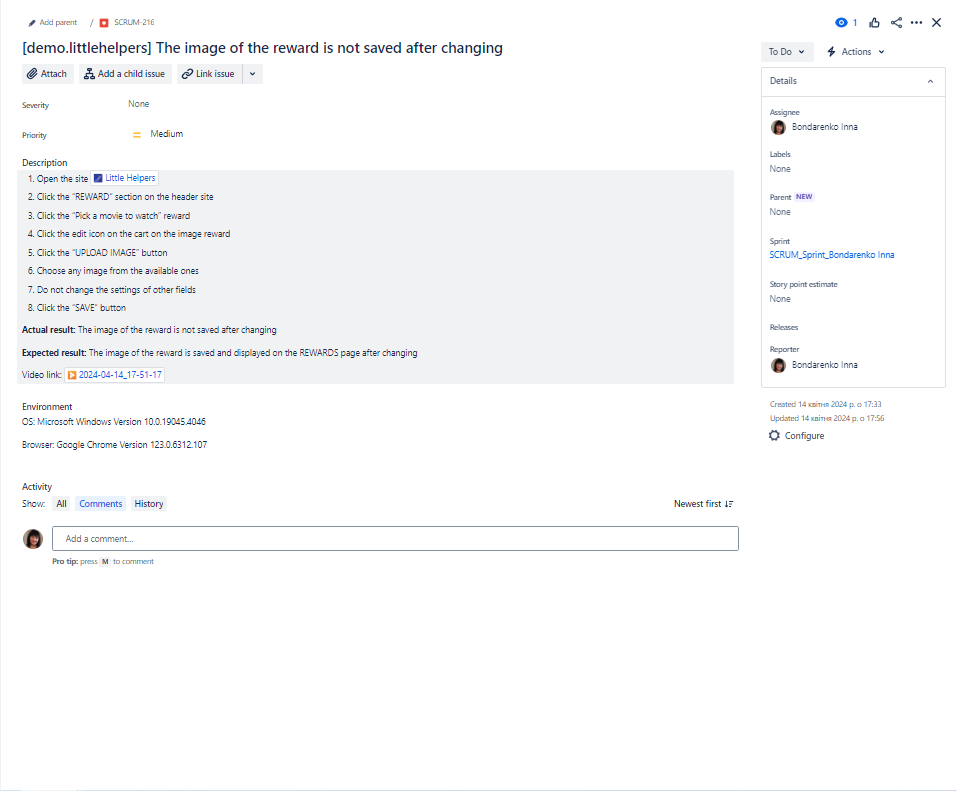 Add parent / SCRUM-216
1
[demo.littlehelpers] The image of the reward is not saved after changing
Attach Add a child issue Link issue
Severity None
Priority Medium
Description
1. Open the site Little Helpers
2. Click the “REWARD” section on the header site
3. Click the “Pick a movie to watch” reward
4. Click the edit icon on the cart on the image reward
5. Click the “UPLOAD IMAGE” button
6. Choose any image from the available ones
7. Do not change the settings of other fields
8. Click the “SAVE” button
Actual result: The image of the reward is not saved after changing
Expected result: The image of the reward is saved and displayed on the REWARDS page after changing
Video link: 2024-04-14_17-51-17
Environment
OS: Microsoft Windows Version 10.0.19045.4046
Browser: Google Chrome Version 123.0.6312.107
Activity
Show: All Comments History Newest first
Add a comment...
Pro tip: press M to comment
To Do Actions
Details
Assignee
Bondarenko Inna
Labels
None
Parent NEW
None
Sprint
SCRUM_Sprint_Bondarenko Inna
Story point estimate
None
Releases
Reporter
Bondarenko Inna
Created 14 квітня 2024 р. о 17:33
Updated 14 квітня 2024 р. о 17:56
Configure